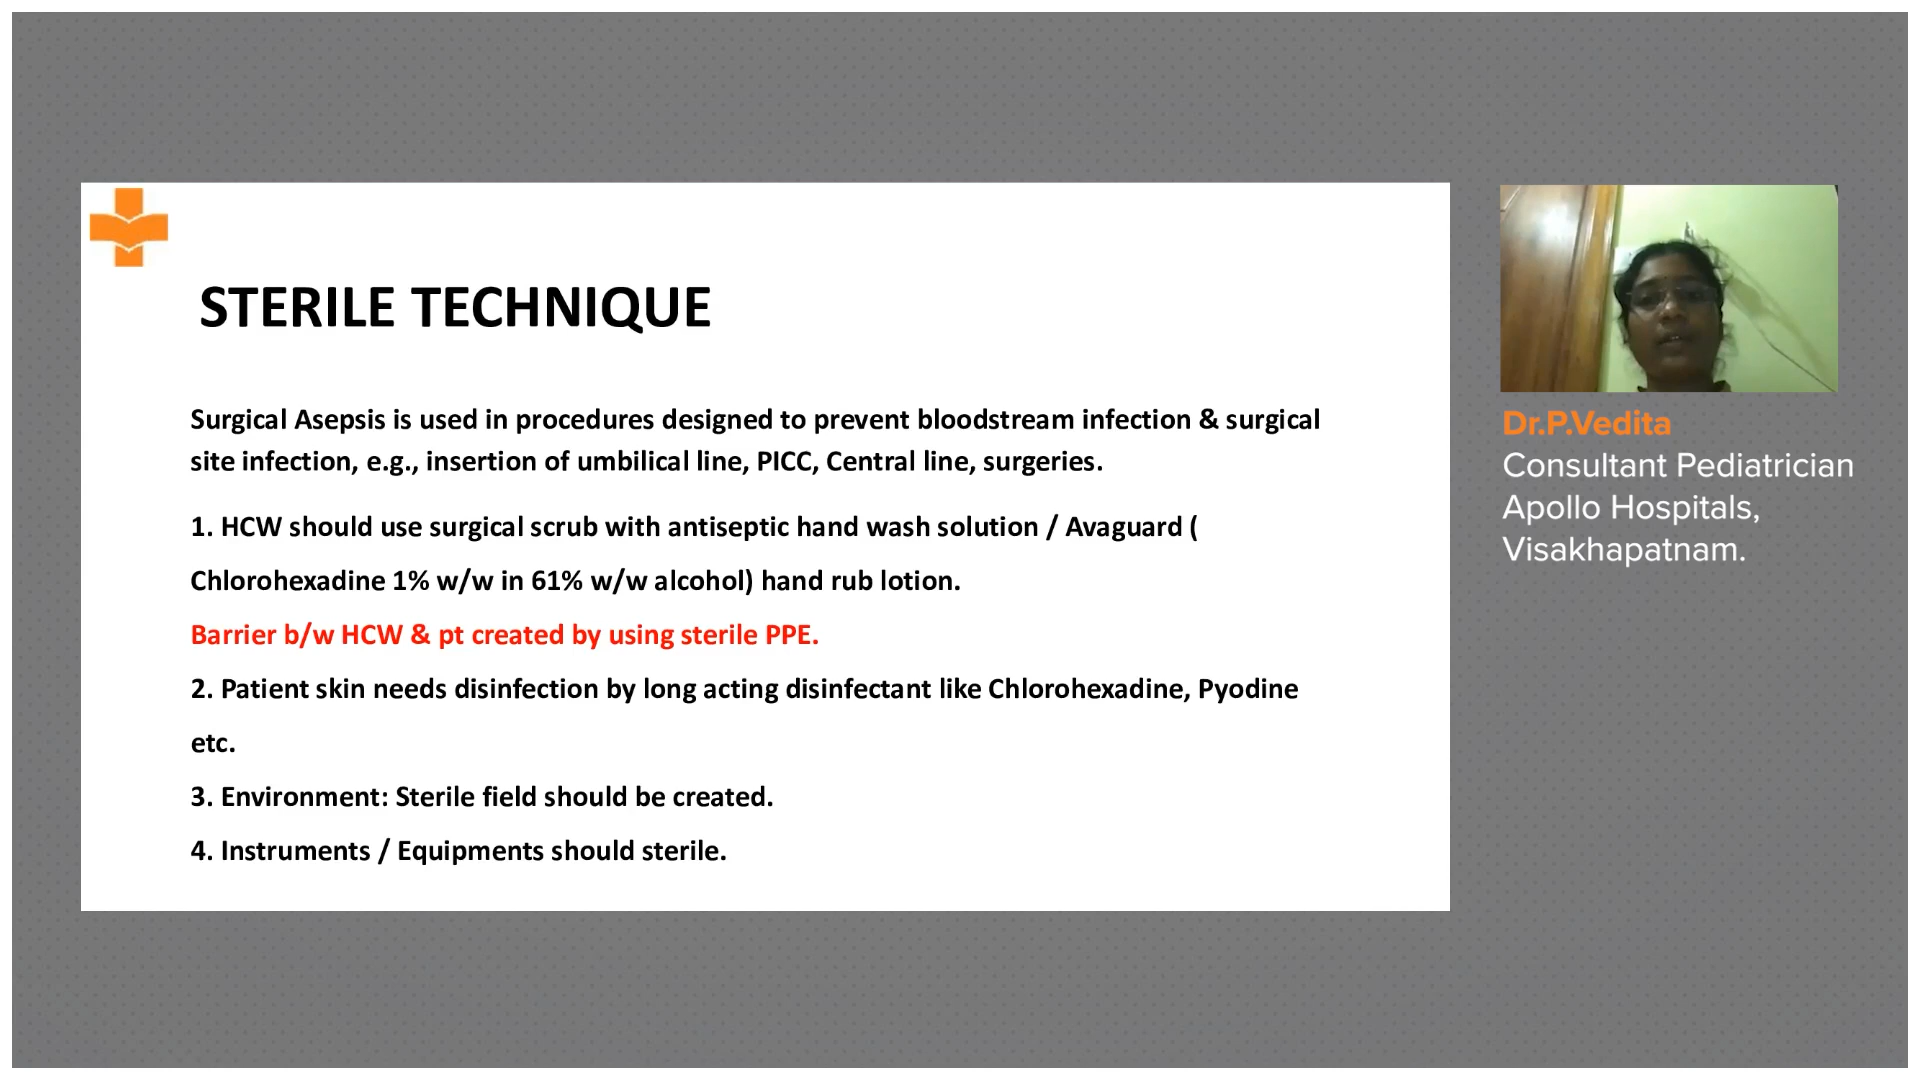 STERILE TECHNIQUE
Surgical Asepsis is used in procedures designed to prevent bloodstream infection & surgical
site infection, e.g., insertion of umbilical line, PICC, Central line, surgeries.
1. HCW should use surgical scrub with antiseptic hand wash solution / Avaguard (
Chlorohexadine 1% w/w in 61% w/w alcohol) hand rub lotion.
Barrier b/w HCW & pt created by using sterile PPE.
2. Patient skin needs disinfection by long acting disinfectant like Chlorohexadine, Pyodine
etc.
3. Environment: Sterile field should be created.
4. Instruments / Equipments should sterile.
Dr.P.Vedita
Consultant Pediatrician
Apollo Hospitals,
Visakhapatnam.